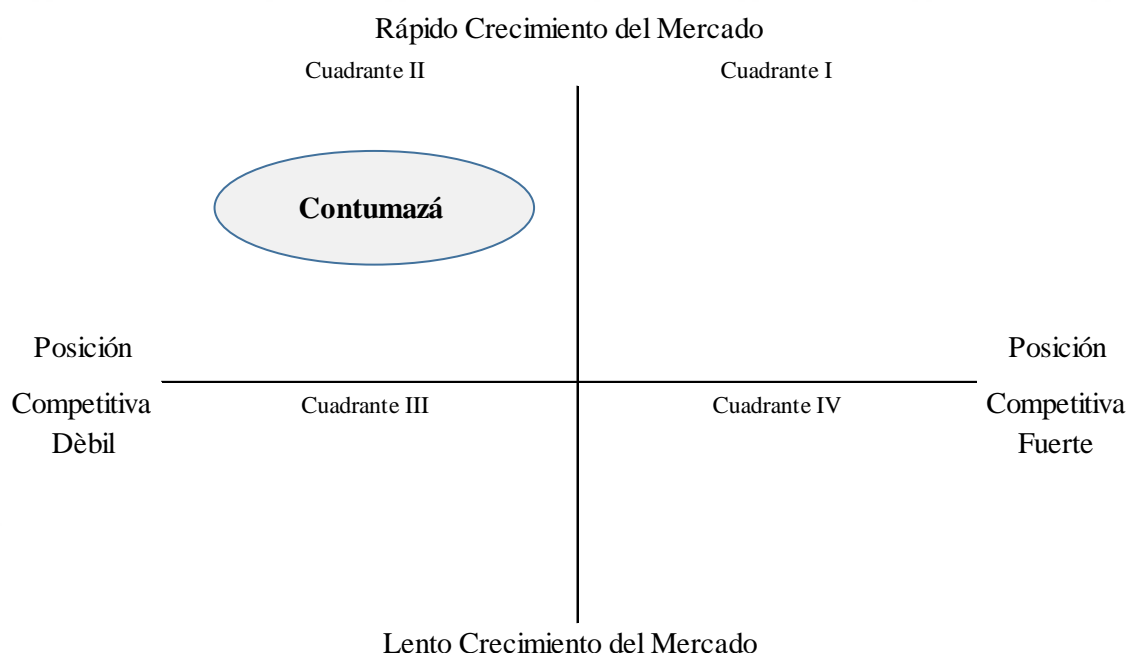 Rápido Crecimiento del Mercado
Cuadrante II
Cuadrante I
Contumazá
Posición
Competitiva
Dèbil
Posición
Competitiva
Fuerte
Cuadrante III
Cuadrante IV
Lento Crecimiento del Mercado